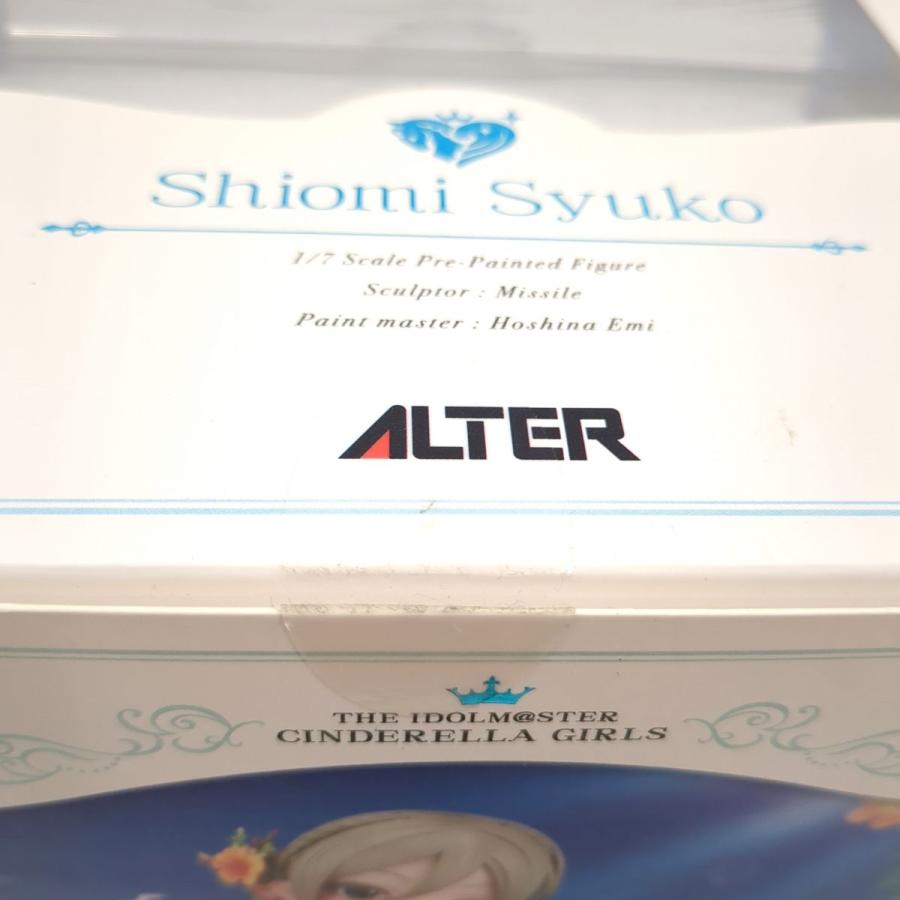 Shiomi Syuko
1/7 Scale Pre-Painted Figure
Sculptor : Missile
Paint master : Hoshina Emi
ALTER
THE IDOLM@STER
CINDERELLA GIRLS